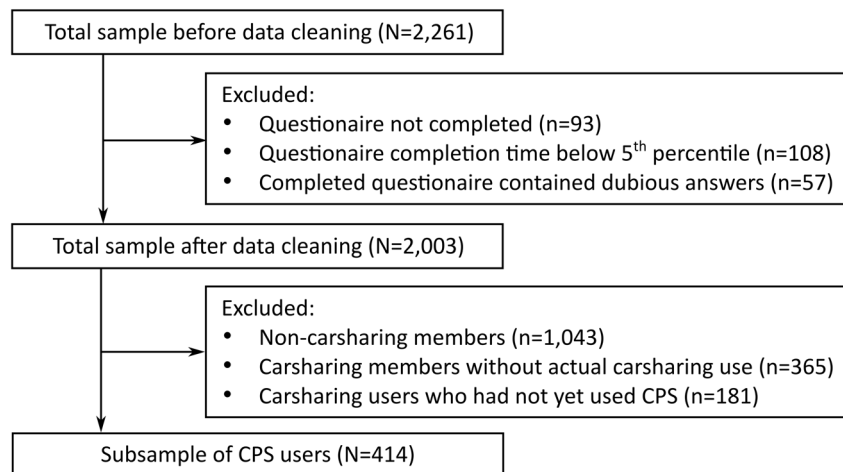 Total sample before data cleaning (N=2,261)
Excluded:
• Questionaire not completed (n=93)
• Questionaire completion time below 5th percentile (n=108)
• Completed questionaire contained dubious answers (n=57)
Total sample after data cleaning (N=2,003)
Excluded:
• Non-carsharing members (n=1,043)
• Carsharing members without actual carsharing use (n=365)
• Carsharing users who had not yet used CPS (n=181)
Subsample of CPS users (N=414)